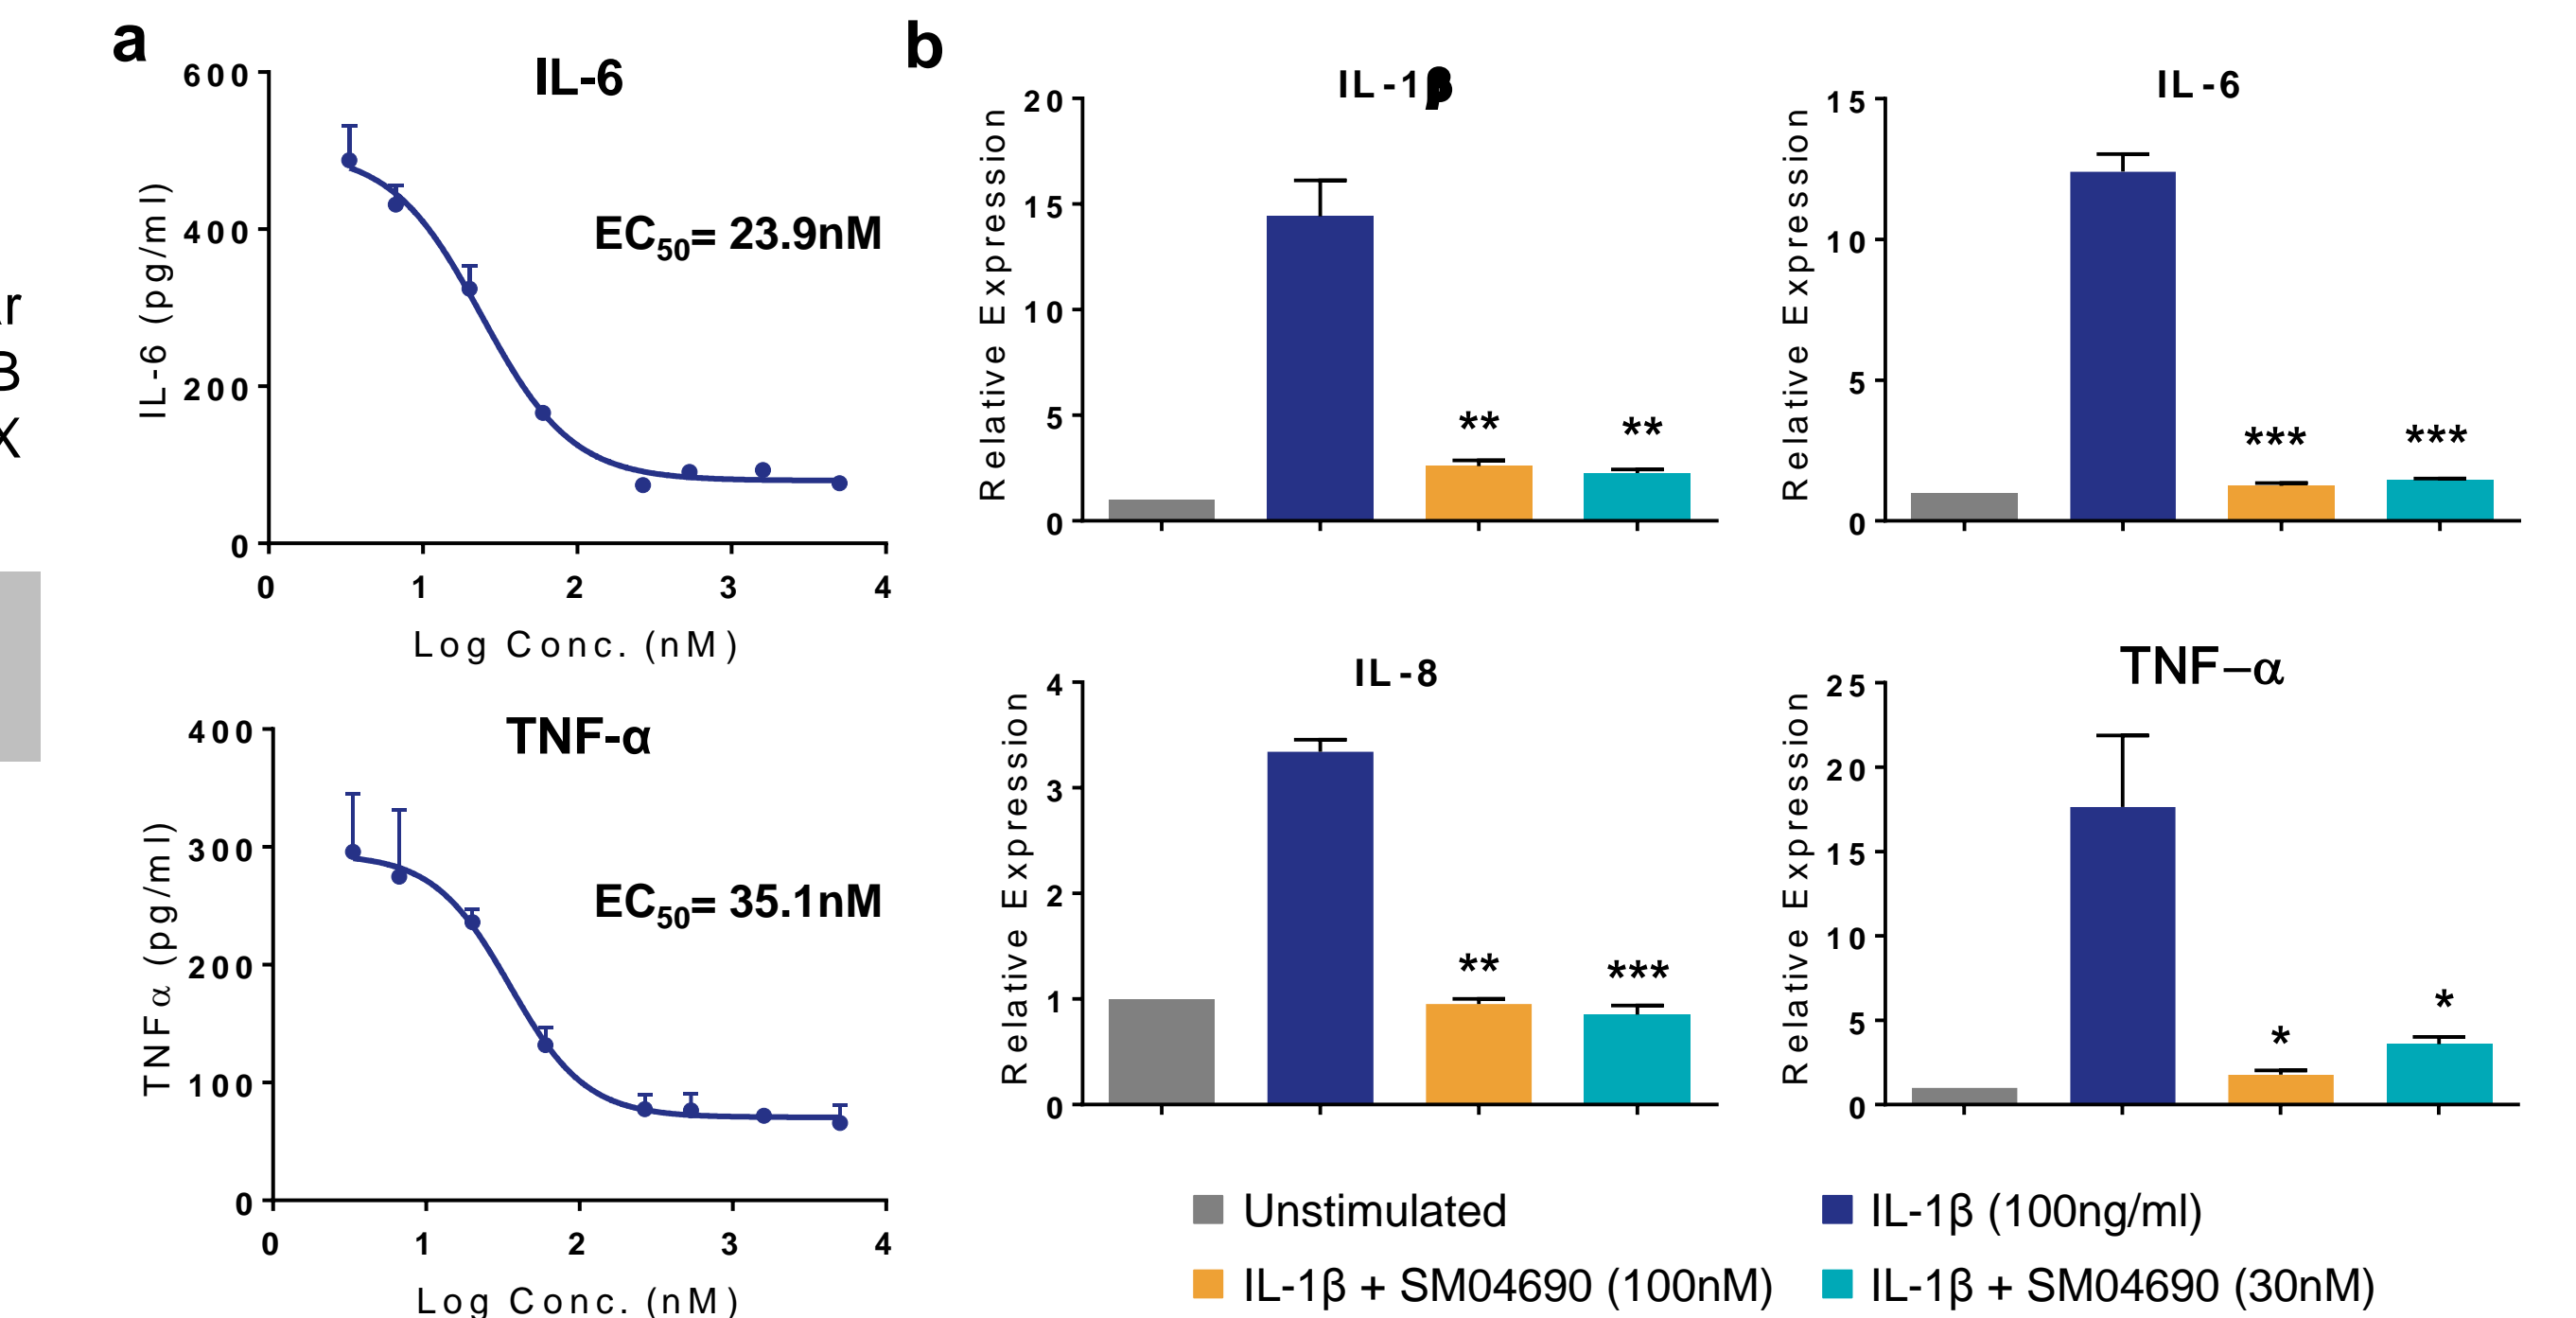 a
IL-6
600
400
200
0
IL-6 (pg/ml)
EC50= 23.9nM
0 1 2 3 4
Log Conc. (nM)
TNF-α
400
300
200
100
0
TNFα (pg/ml)
EC50= 35.1nM
0 1 2 3 4
Log Conc. (nM)
b
IL-1β
20
15
10
5
0
Relative Expression
** **
IL-6
15
10
5
0
Relative Expression
*** ***
IL-8
4
3
2
1
0
Relative Expression
** ***
TNF–α
25
20
15
10
5
0
Relative Expression
* *
Unstimulated
IL-1β (100ng/ml)
IL-1β + SM04690 (100nM)
IL-1β + SM04690 (30nM)
r
B
X